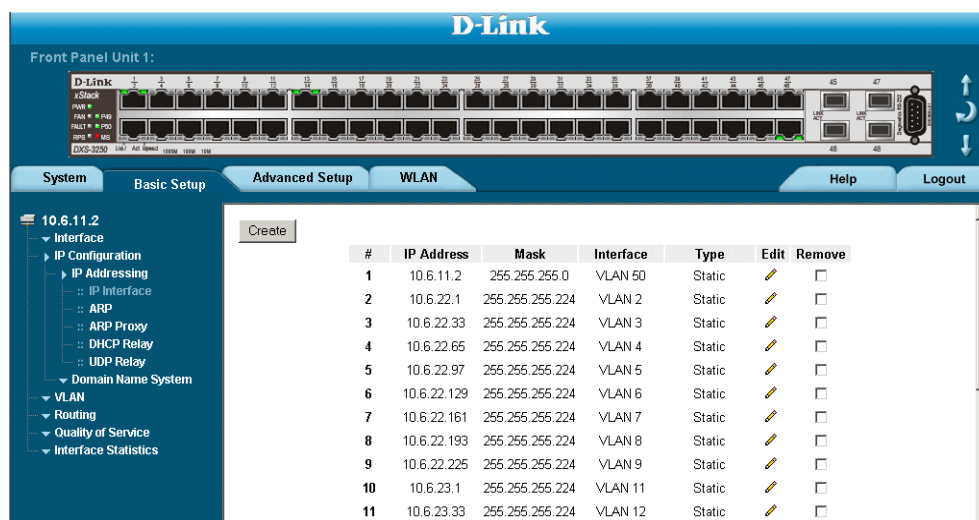 D-Link
Front Panel Unit 1:
D-Link
xStack
PWR
FAN P49
FAULT P50
RPS MS
DXS-3250 Link/ Act Speed 1000M 100M 10M
45 47
LINK ACT LINK ACT
46 48
System Basic Setup Advanced Setup WLAN Help Logout
10.6.11.2
Interface
IP Configuration
IP Addressing
:: IP Interface
:: ARP
:: ARP Proxy
:: DHCP Relay
:: UDP Relay
Domain Name System
VLAN
Routing
Quality of Service
Interface Statistics
Create
# IP Address Mask Interface Type Edit Remove
1 10.6.11.2 255.255.255.0 VLAN 50 Static
2 10.6.22.1 255.255.255.224 VLAN 2 Static
3 10.6.22.33 255.255.255.224 VLAN 3 Static
4 10.6.22.65 255.255.255.224 VLAN 4 Static
5 10.6.22.97 255.255.255.224 VLAN 5 Static
6 10.6.22.129 255.255.255.224 VLAN 6 Static
7 10.6.22.161 255.255.255.224 VLAN 7 Static
8 10.6.22.193 255.255.255.224 VLAN 8 Static
9 10.6.22.225 255.255.255.224 VLAN 9 Static
10 10.6.23.1 255.255.255.224 VLAN 11 Static
11 10.6.23.33 255.255.255.224 VLAN 12 Static